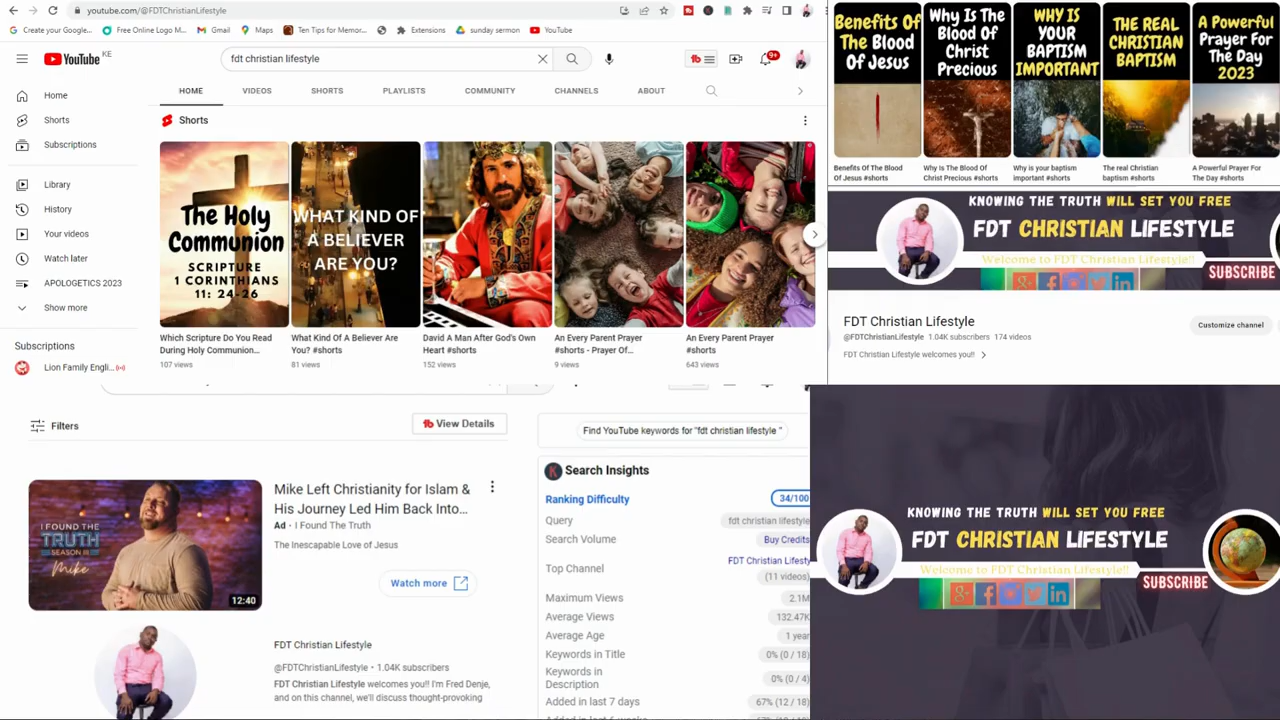 youtube.com/@FDTChristianLifestyle
Create your Google...
Free Online Logo M...
Gmail
Maps
Ten Tips for Memor...
Extensions
sunday sermon
YouTube
YouTube KE
fdt christian lifestyle
9+
HOME VIDEOS SHORTS PLAYLISTS COMMUNITY CHANNELS ABOUT
Home
Shorts
Subscriptions
Library
History
Your videos
Watch later
APOLOGETICS 2023
Show more
Subscriptions
Lion Family Engli...
Shorts
The Holy
Communion
SCRIPTURE
1 CORINTHIANS
11: 24-26
WHAT KIND OF
A BELIEVER
ARE YOU?
Which Scripture Do You Read
During Holy Communion...
107 views
What Kind Of A Believer Are
You? #shorts
81 views
David A Man After God's Own
Heart #shorts
152 views
An Every Parent Prayer
#shorts - Prayer Of...
9 views
An Every Parent Prayer
#shorts
643 views
Benefits Of
The Blood
Of Jesus
Why Is The
Blood Of
Christ
Precious
WHY IS
YOUR
BAPTISM
IMPORTANT
THE REAL
CHRISTIAN
BAPTISM
A Powerful
Prayer For
The Day
2023
Benefits Of The Blood
Of Jesus #shorts
Why Is The Blood Of
Christ Precious #shorts
Why is your baptism
important #shorts
The real Christian
baptism #shorts
A Powerful Prayer For
The Day #shorts
KNOWING THE TRUTH WILL SET YOU FREE
FDT CHRISTIAN LIFESTYLE
Welcome to FDT Christian Lifestyle!!
SUBSCRIBE
FDT Christian Lifestyle
@FDTChristianLifestyle 1.04K subscribers 174 videos
FDT Christian Lifestyle welcomes you!!
Customize channel
Filters
View Details
I FOUND THE
TRUTH
SEASON III
Mike
12:40
Mike Left Christianity for Islam &
His Journey Led Him Back Into...
Ad • I Found The Truth
The Inescapable Love of Jesus
Watch more
FDT Christian Lifestyle
@FDTChristianLifestyle • 1.04K subscribers
FDT Christian Lifestyle welcomes you!! I'm Fred Denje,
and on this channel, we'll discuss thought-provoking
Find YouTube keywords for "fdt christian lifestyle "
Search Insights
Ranking Difficulty 34/100
Query fdt christian lifestyle
Search Volume Buy Credits
Top Channel FDT Christian Lifesty
(11 videos)
Maximum Views 2.1M
Average Views 132.47K
Average Age 1 year
Keywords in Title 0% (0 / 18)
Keywords in
Description 0% (0 / 4)
Added in last 7 days 67% (12 / 18)
KNOWING THE TRUTH WILL SET YOU FREE
FDT CHRISTIAN LIFESTYLE
Welcome to FDT Christian Lifestyle!!
SUBSCRIBE